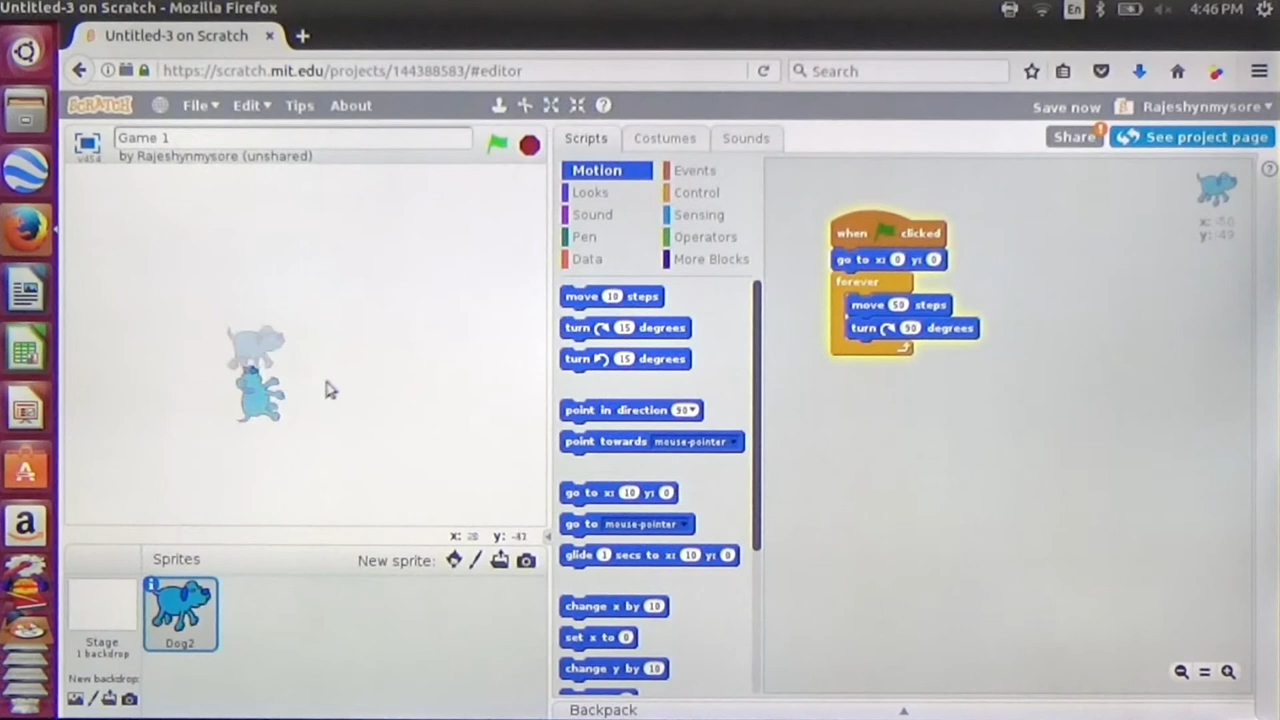 Untitled-3 on Scratch - Mozilla Firefox
En
4:46 PM
Untitled-3 on Scratch
https://scratch.mit.edu/projects/144388583/#editor
Search
SCRATCH
File
Edit
Tips
About
Save now
Rajeshynmysore
v454
Game 1
by Rajeshynmysore (unshared)
Scripts
Costumes
Sounds
Share
See project page
Motion
Looks
Sound
Pen
Data
Events
Control
Sensing
Operators
More Blocks
move 10 steps
turn 15 degrees
turn 15 degrees
point in direction 90
point towards mouse-pointer
go to x: 10 y: 0
go to mouse-pointer
glide 1 secs to x: 10 y: 0
change x by 10
set x to 0
change y by 10
when clicked
go to x: 0 y: 0
forever
move 50 steps
turn 90 degrees
x:
y: -49
x: y:
Sprites
New sprite:
Stage
1 backdrop
New backdrop:
Dog2
Backpack